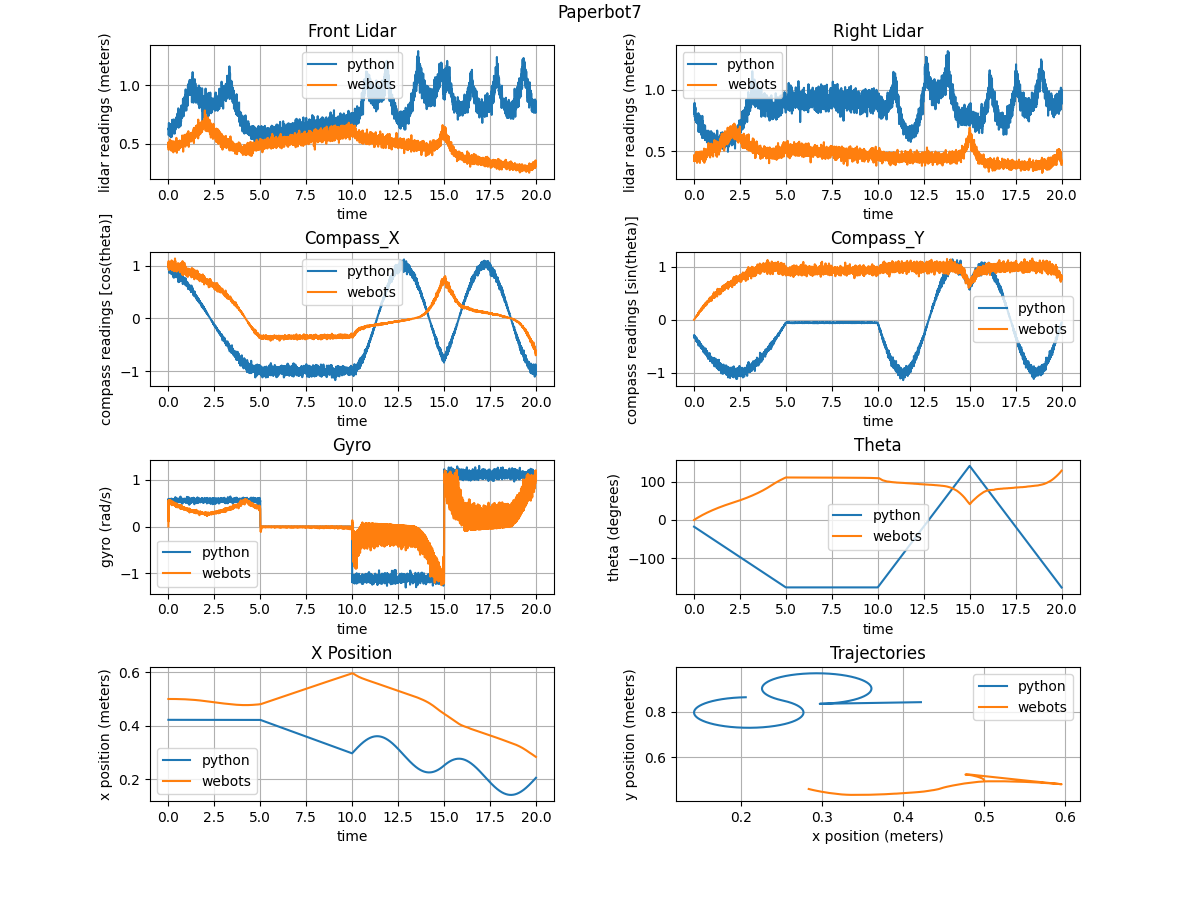 Paperbot7
Front Lidar
lidar readings (meters)
1.0
0.5
python
webots
0.0 2.5 5.0 7.5 10.0 12.5 15.0 17.5 20.0
time
Right Lidar
lidar readings (meters)
1.0
0.5
python
webots
0.0 2.5 5.0 7.5 10.0 12.5 15.0 17.5 20.0
time
Compass_X
compass readings [cos(theta)]
1
0
−1
python
webots
0.0 2.5 5.0 7.5 10.0 12.5 15.0 17.5 20.0
time
Compass_Y
compass readings [sin(theta)]
1
0
−1
python
webots
0.0 2.5 5.0 7.5 10.0 12.5 15.0 17.5 20.0
time
Gyro
gyro (rad/s)
1
0
−1
python
webots
0.0 2.5 5.0 7.5 10.0 12.5 15.0 17.5 20.0
time
Theta
theta (degrees)
100
0
−100
python
webots
0.0 2.5 5.0 7.5 10.0 12.5 15.0 17.5 20.0
time
X Position
x position (meters)
0.6
0.4
0.2
python
webots
0.0 2.5 5.0 7.5 10.0 12.5 15.0 17.5 20.0
time
Trajectories
y position (meters)
0.8
0.6
python
webots
0.2 0.3 0.4 0.5 0.6
x position (meters)